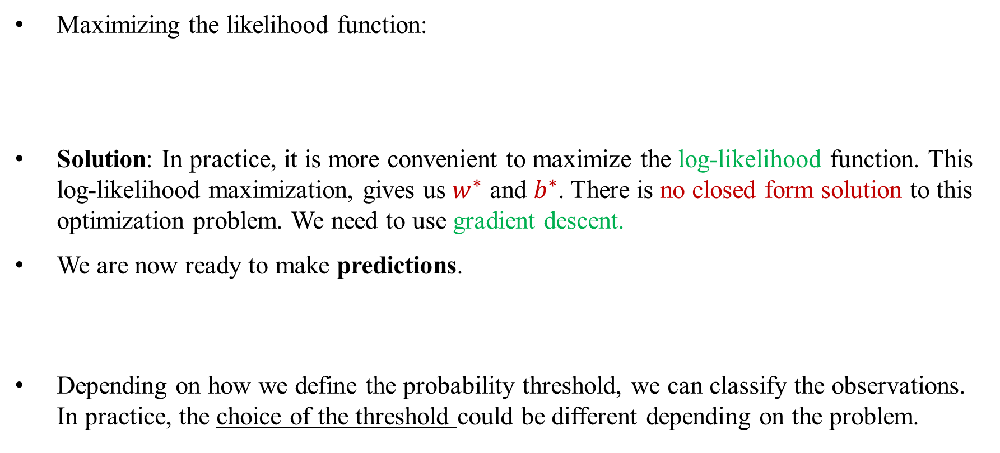 • Maximizing the likelihood function:
• Solution: In practice, it is more convenient to maximize the log-likelihood function. This
log-likelihood maximization, gives us w* and b*. There is no closed form solution to this
optimization problem. We need to use gradient descent.
• We are now ready to make predictions.
• Depending on how we define the probability threshold, we can classify the observations.
In practice, the choice of the threshold could be different depending on the problem.